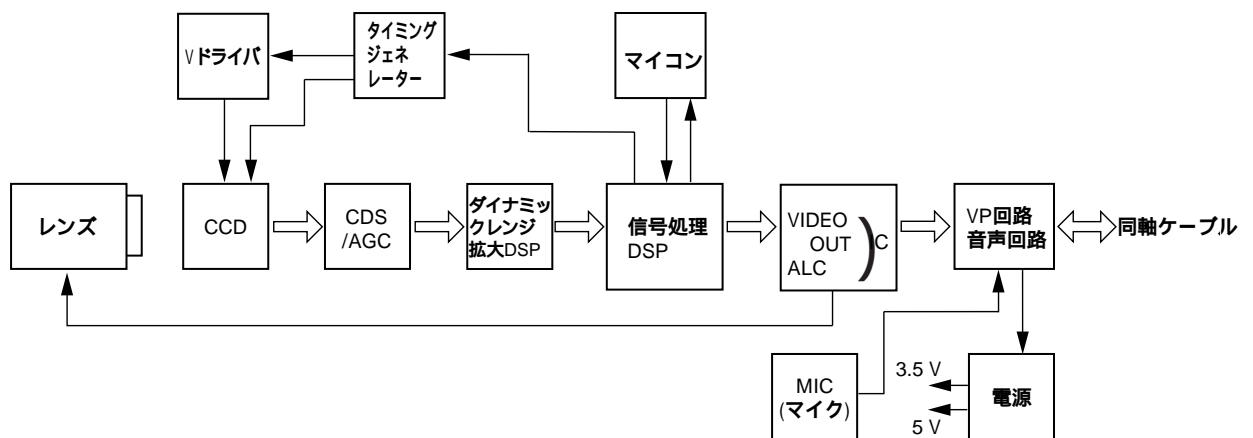 Vドライバ
タイミング
ジェネ
レーター
マイコン
レンズ
CCD
CDS
/AGC
ダイナミッ
クレンジ
拡大DSP
信号処理
DSP
VIDEO
OUT
ALC
)C
VP回路
音声回路
同軸ケーブル
MIC
(マイク)
3.5 V
5 V
電源